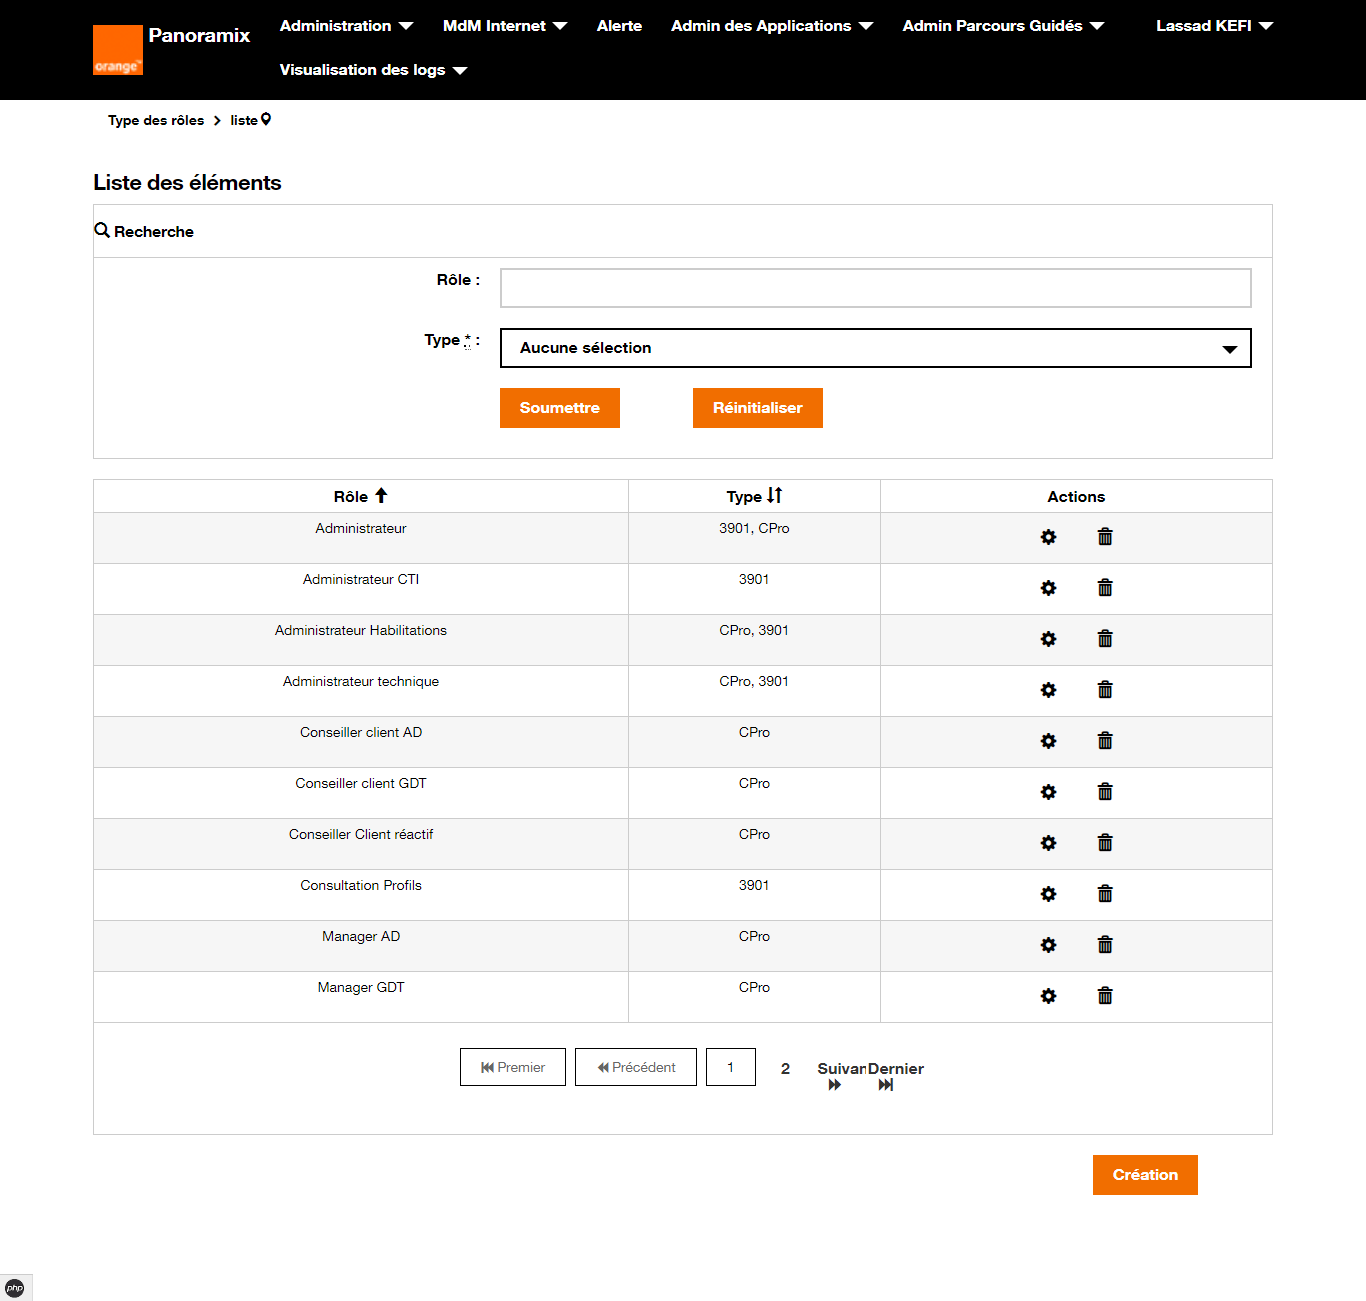 orange™
Panoramix
Administration
MdM Internet
Alerte
Admin des Applications
Admin Parcours Guidés
Lassad KEFI
Visualisation des logs
Type des rôles > liste
Liste des éléments
Recherche
Rôle :
Type * :
Aucune sélection
Soumettre
Réinitialiser
Rôle Type Actions
Administrateur 3901, CPro
Administrateur CTI 3901
Administrateur Habilitations CPro, 3901
Administrateur technique CPro, 3901
Conseiller client AD CPro
Conseiller client GDT CPro
Conseiller Client réactif CPro
Consultation Profils 3901
Manager AD CPro
Manager GDT CPro
Premier Précédent 1 2 Suivan Dernier
Création
php